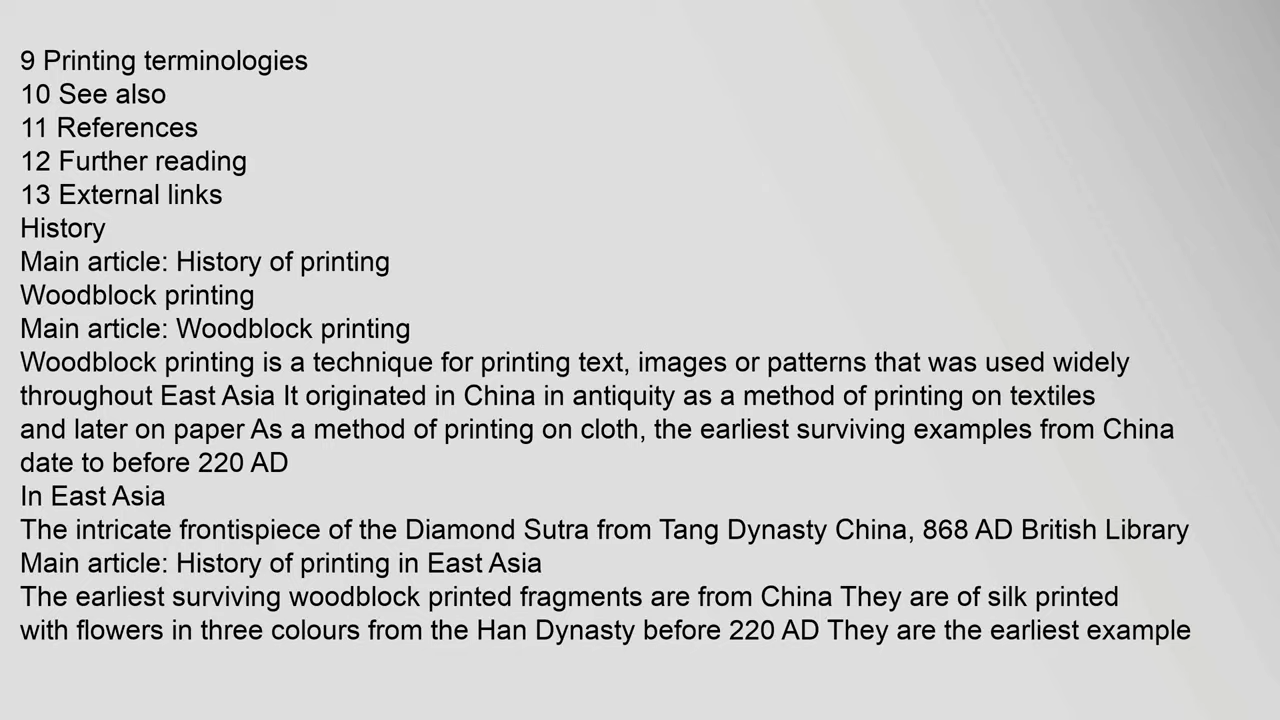 9 Printing terminologies
10 See also
11 References
12 Further reading
13 External links
History
Main article: History of printing
Woodblock printing
Main article: Woodblock printing
Woodblock printing is a technique for printing text, images or patterns that was used widely
throughout East Asia It originated in China in antiquity as a method of printing on textiles
and later on paper As a method of printing on cloth, the earliest surviving examples from China
date to before 220 AD
In East Asia
The intricate frontispiece of the Diamond Sutra from Tang Dynasty China, 868 AD British Library
Main article: History of printing in East Asia
The earliest surviving woodblock printed fragments are from China They are of silk printed
with flowers in three colours from the Han Dynasty before 220 AD They are the earliest example